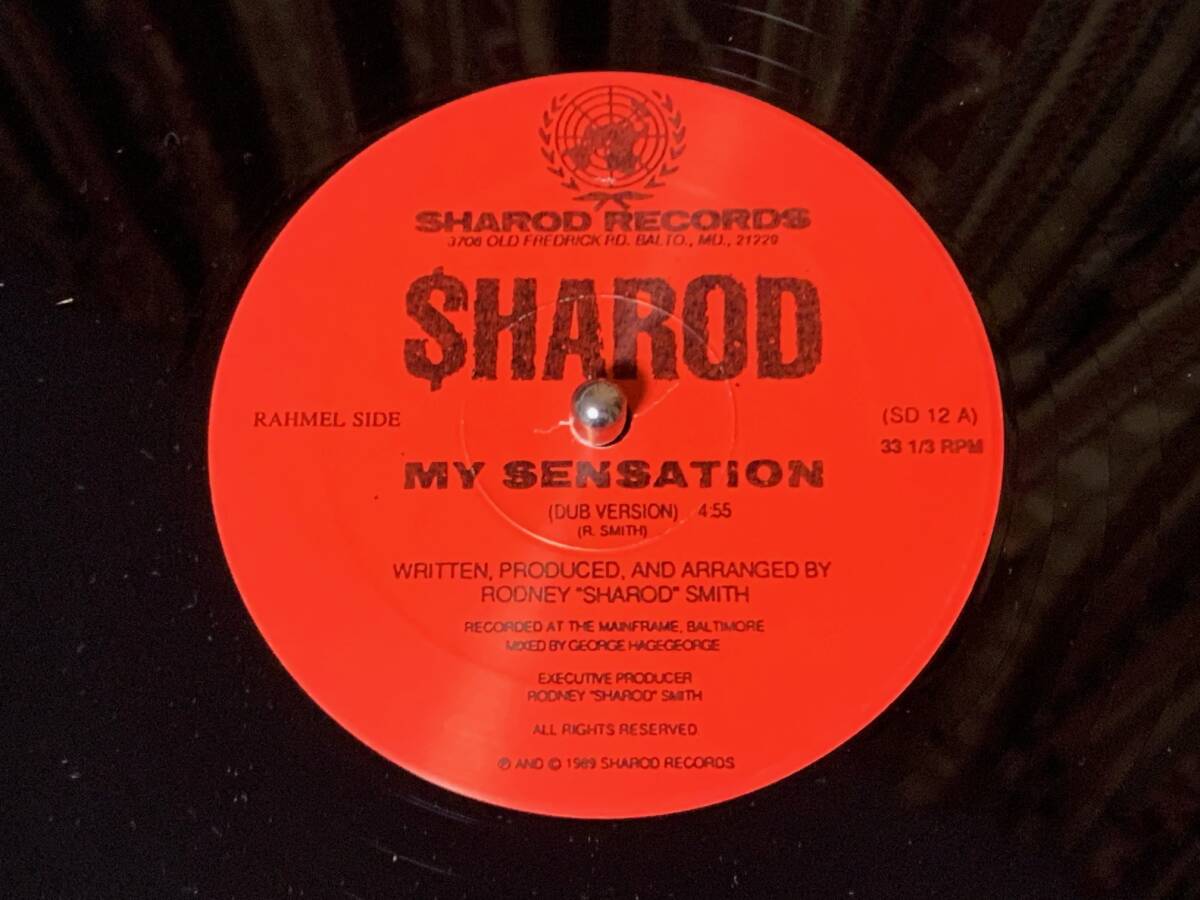 SHAROD RECORDS
3708 OLD FREDRICK RD. BALTO., MD., 21229
$HAROD
RAHMEL SIDE
(SD 12 A)
33 1/3 RPM
MY SENSATION
(DUB VERSION) 4:55
(R. SMITH)
WRITTEN, PRODUCED, AND ARRANGED BY
RODNEY "SHAROD" SMITH
RECORDED AT THE MAINFRAME, BALTIMORE
MIXED BY GEORGE HAGEGEORGE
EXECUTIVE PRODUCER
RODNEY "SHAROD" SMITH
ALL RIGHTS RESERVED.
℗ AND © 1989 SHAROD RECORDS